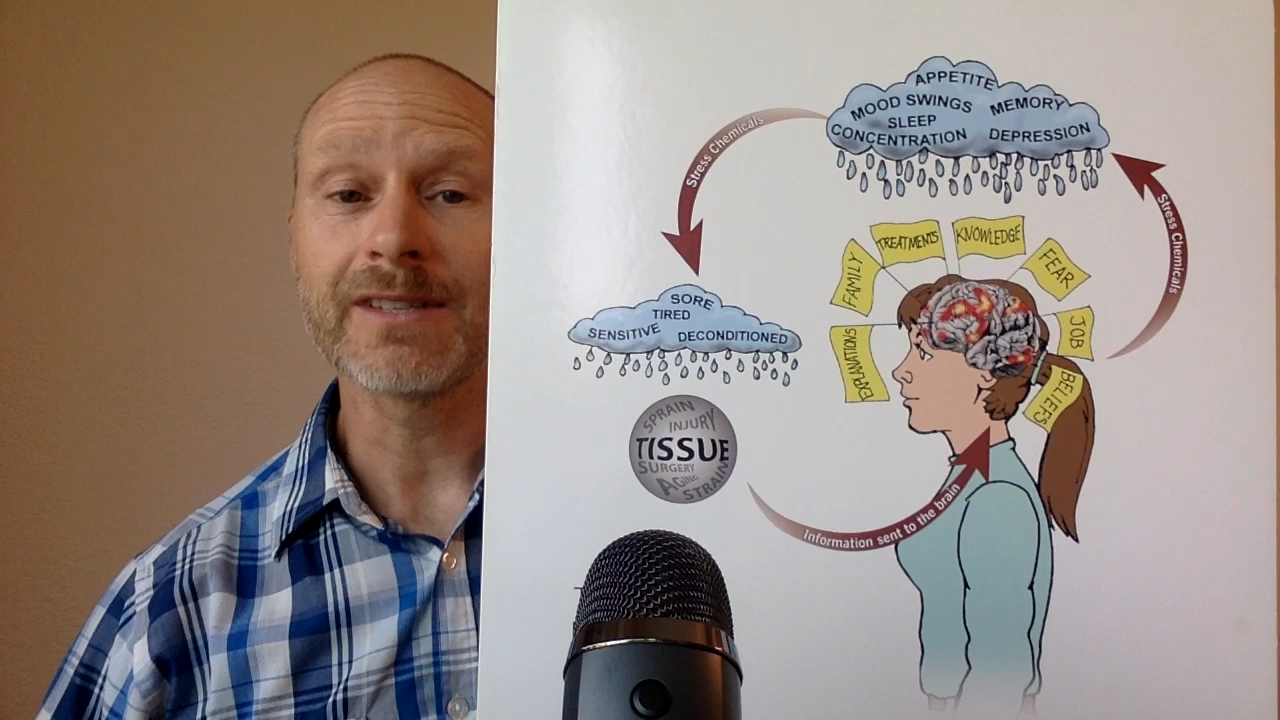 APPETITE
MOOD SWINGS MEMORY
SLEEP
CONCENTRATION DEPRESSION
Stress Chemicals
Stress Chemicals
TREATMENTS KNOWLEDGE
FAMILY FEAR
EXPLANATIONS JOB
BELIEFS
SORE
TIRED
SENSITIVE DECONDITIONED
SPRAIN
INJURY
TISSUE
SURGERY
AGING
STRAIN
Information sent to the brain